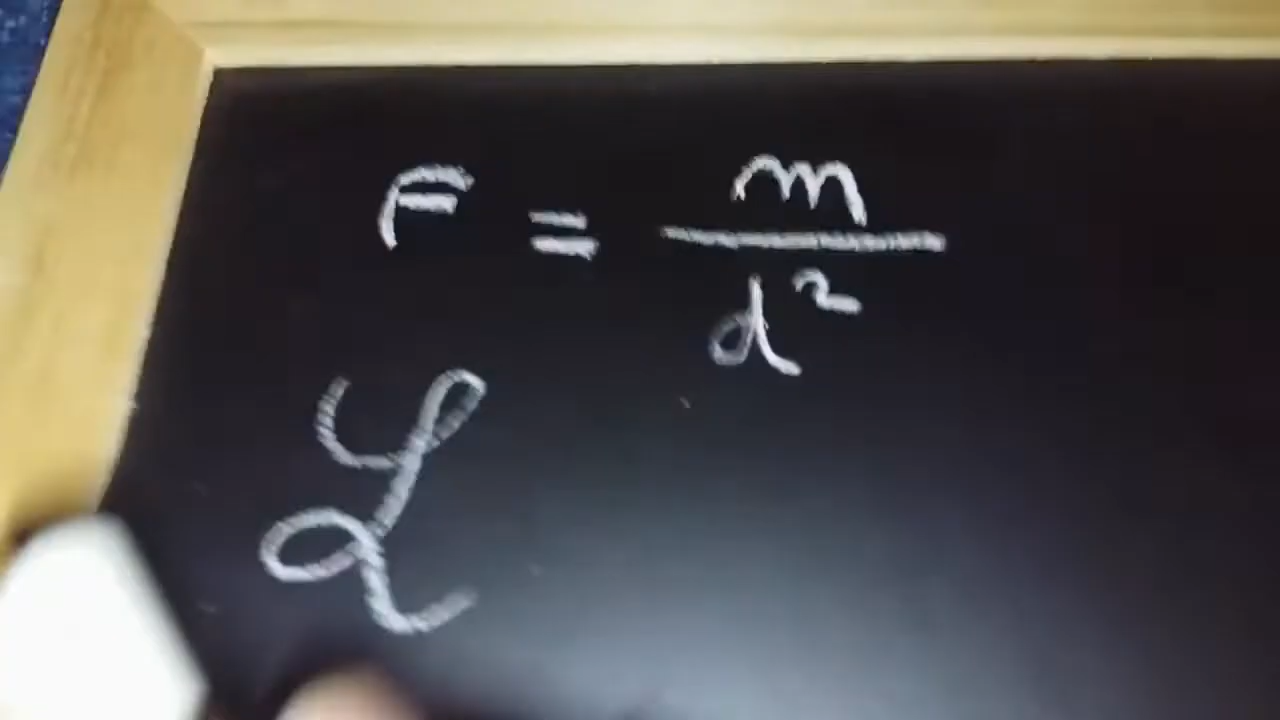 F = m/d²
ℒ